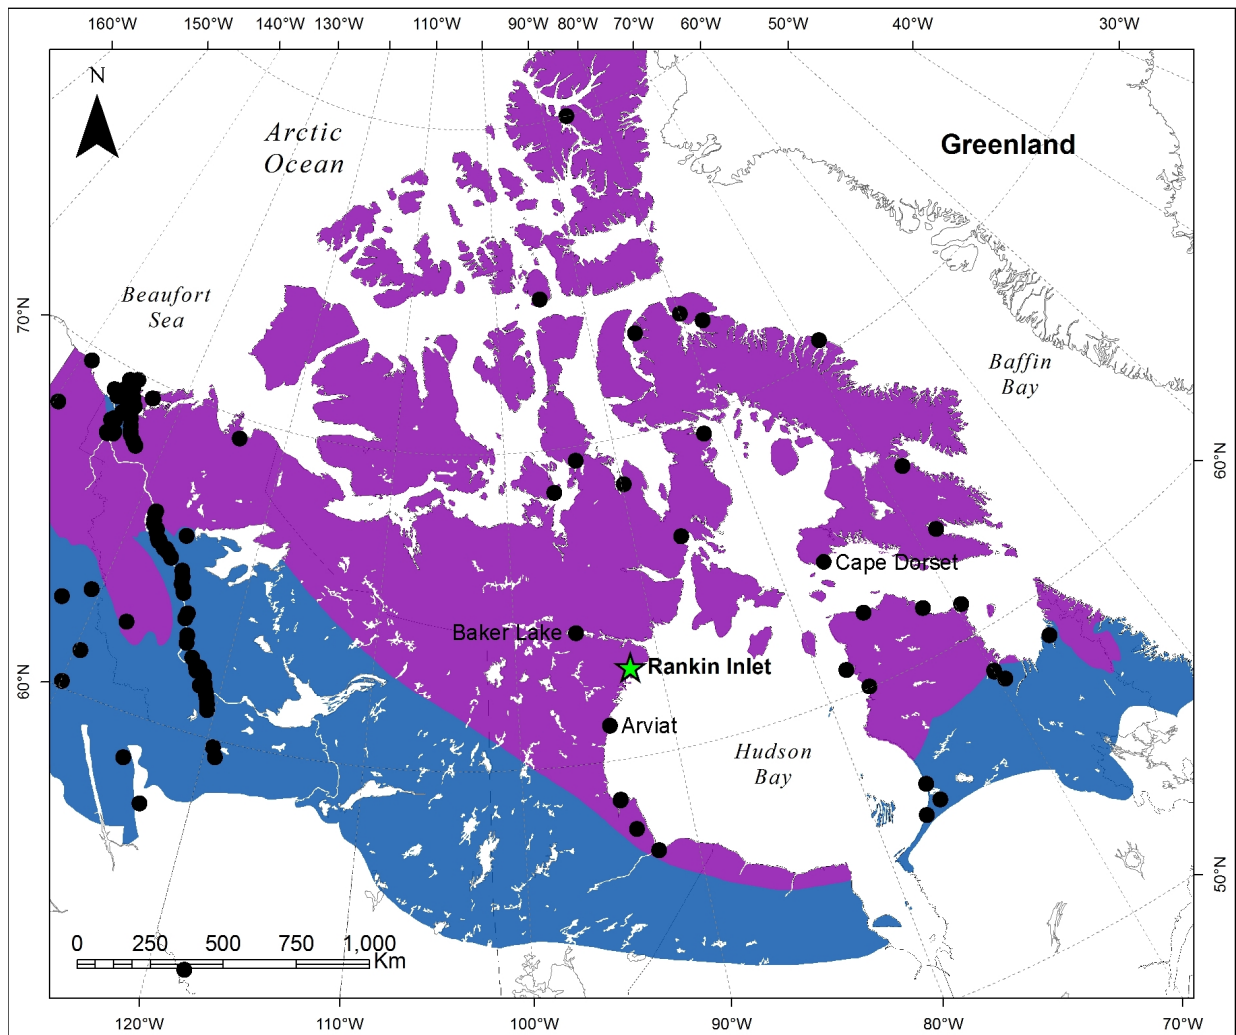 160°W 150°W 140°W 130°W 110°W 90°W 80°W 70°W 60°W 50°W 40°W 30°W
N
Arctic
Ocean
Greenland
Beaufort
Sea
70°N
Baffin
Bay
60°N
Cape Dorset
Baker Lake
Rankin Inlet
60°N
Arviat
Hudson
Bay
50°N
0 250 500 750 1,000
Km
120°W 110°W 100°W 90°W 80°W 70°W